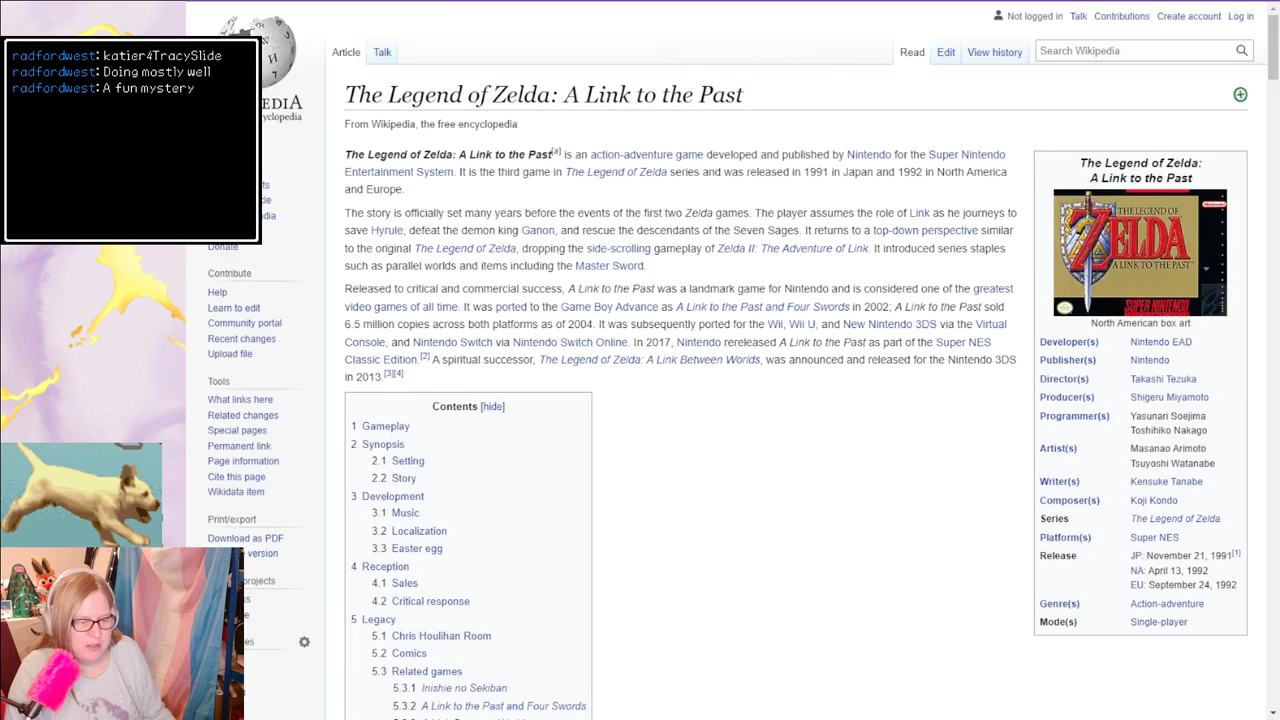 radfordwest: katier4TracySlide
radfordwest: Doing mostly well
radfordwest: A fun mystery
Not logged in Talk Contributions Create account Log in
Article Talk
Read Edit View history
Search Wikipedia
The Legend of Zelda: A Link to the Past
From Wikipedia, the free encyclopedia
The Legend of Zelda: A Link to the Past[a] is an action-adventure game developed and published by Nintendo for the Super Nintendo
Entertainment System. It is the third game in The Legend of Zelda series and was released in 1991 in Japan and 1992 in North America
and Europe.
The story is officially set many years before the events of the first two Zelda games. The player assumes the role of Link as he journeys to
save Hyrule, defeat the demon king Ganon, and rescue the descendants of the Seven Sages. It returns to a top-down perspective similar
to the original The Legend of Zelda, dropping the side-scrolling gameplay of Zelda II: The Adventure of Link. It introduced series staples
such as parallel worlds and items including the Master Sword.
Released to critical and commercial success, A Link to the Past was a landmark game for Nintendo and is considered one of the greatest
video games of all time. It was ported to the Game Boy Advance as A Link to the Past and Four Swords in 2002; A Link to the Past sold
6.5 million copies across both platforms as of 2004. It was subsequently ported for the Wii, Wii U, and New Nintendo 3DS via the Virtual
Console, and Nintendo Switch via Nintendo Switch Online. In 2017, Nintendo rereleased A Link to the Past as part of the Super NES
Classic Edition.[2] A spiritual successor, The Legend of Zelda: A Link Between Worlds, was announced and released for the Nintendo 3DS
in 2013.[3][4]
Contents [hide]
1 Gameplay
2 Synopsis
2.1 Setting
2.2 Story
3 Development
3.1 Music
3.2 Localization
3.3 Easter egg
4 Reception
4.1 Sales
4.2 Critical response
5 Legacy
5.1 Chris Houlihan Room
5.2 Comics
5.3 Related games
5.3.1 Inishie no Sekiban
5.3.2 A Link to the Past and Four Swords
The Legend of Zelda:
A Link to the Past
THE LEGEND OF
ZELDA
A LINK TO THE PAST
SUPER NINTENDO
North American box art
Developer(s) Nintendo EAD
Publisher(s) Nintendo
Director(s) Takashi Tezuka
Producer(s) Shigeru Miyamoto
Programmer(s) Yasunari Soejima
Toshihiko Nakago
Artist(s) Masanao Arimoto
Tsuyoshi Watanabe
Writer(s) Kensuke Tanabe
Composer(s) Koji Kondo
Series The Legend of Zelda
Platform(s) Super NES
Release JP: November 21, 1991[1]
NA: April 13, 1992
EU: September 24, 1992
Genre(s) Action-adventure
Mode(s) Single-player
Donate
Contribute
Help
Learn to edit
Community portal
Recent changes
Upload file
Tools
What links here
Related changes
Special pages
Permanent link
Page information
Cite this page
Wikidata item
Print/export
Download as PDF
version
projects